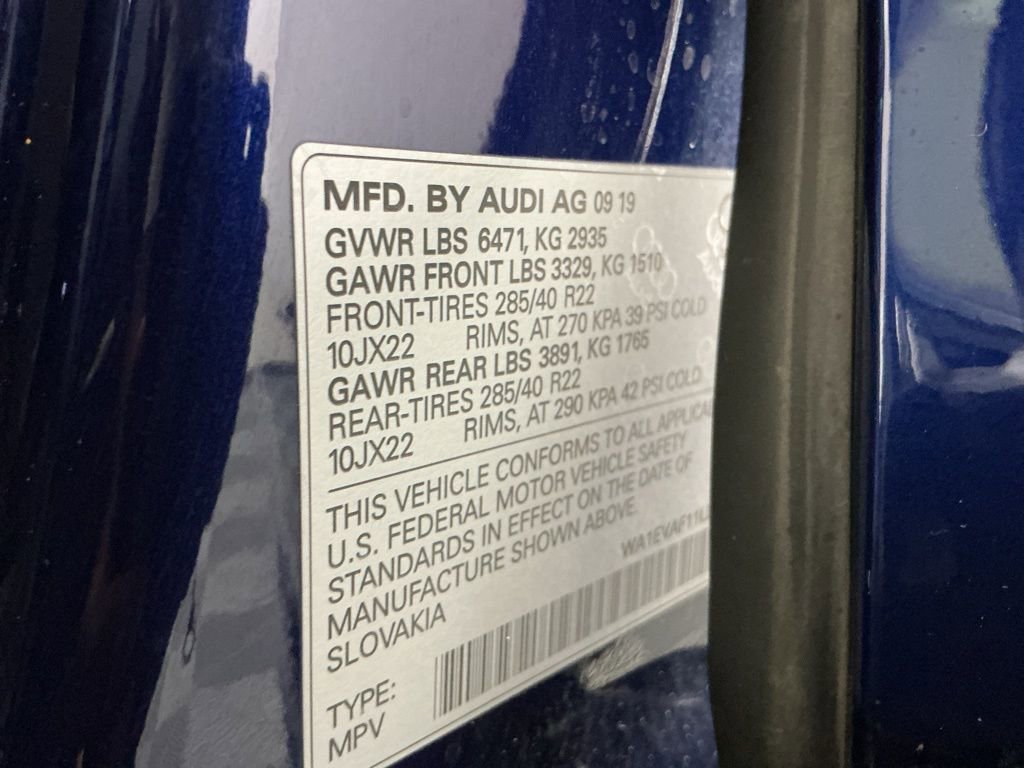 MFD. BY AUDI AG 09 19
GVWR LBS 6471, KG 2935
GAWR FRONT LBS 3329, KG 1510
FRONT-TIRES 285/40 R22
10JX22 RIMS, AT 270 KPA 39 PSI COLD
GAWR REAR LBS 3891, KG 1765
REAR-TIRES 285/40 R22
10JX22 RIMS, AT 290 KPA 42 PSI COLD
THIS VEHICLE CONFORMS TO ALL
U.S. FEDERAL MOTOR VEHICLE SAFETY
STANDARDS IN EFFECT ON THE DATE OF
MANUFACTURE SHOWN ABOVE.
SLOVAKIA
TYPE:
MPV